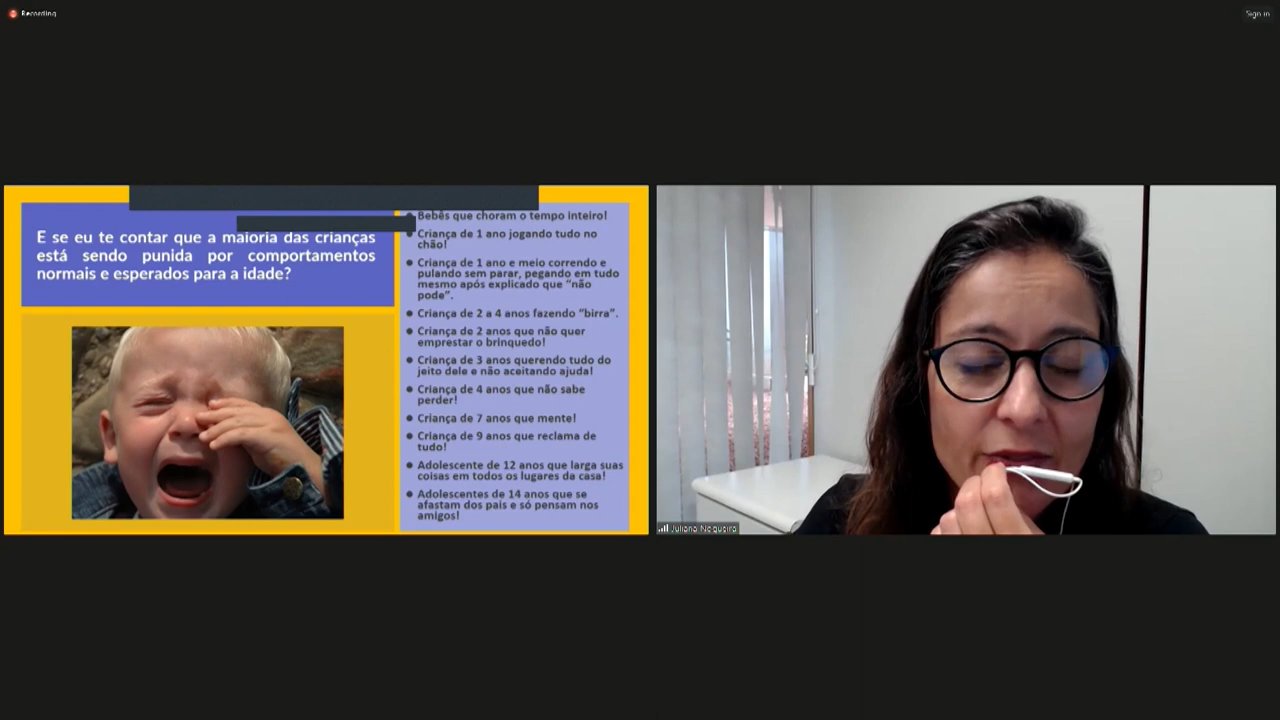 Recording
Sign in
E se eu te contar que a maioria das crianças
está sendo punida por comportamentos
normais e esperados para a idade?
Bebês que choram o tempo inteiro!
Criança de 1 ano jogando tudo no
chão!
Criança de 1 ano e meio correndo e
pulando sem parar, pegando em tudo
mesmo após explicado que “não
pode”.
Criança de 2 a 4 anos fazendo “birra”.
Criança de 2 anos que não quer
emprestar o brinquedo!
Criança de 3 anos querendo tudo do
jeito dele e não aceitando ajuda!
Criança de 4 anos que não sabe
perder!
Criança de 7 anos que mente!
Criança de 9 anos que reclama de
tudo!
Adolescente de 12 anos que larga suas
coisas em todos os lugares da casa!
Adolescentes de 14 anos que se
afastam dos pais e só pensam nos
amigos!
Juliana Nogueira